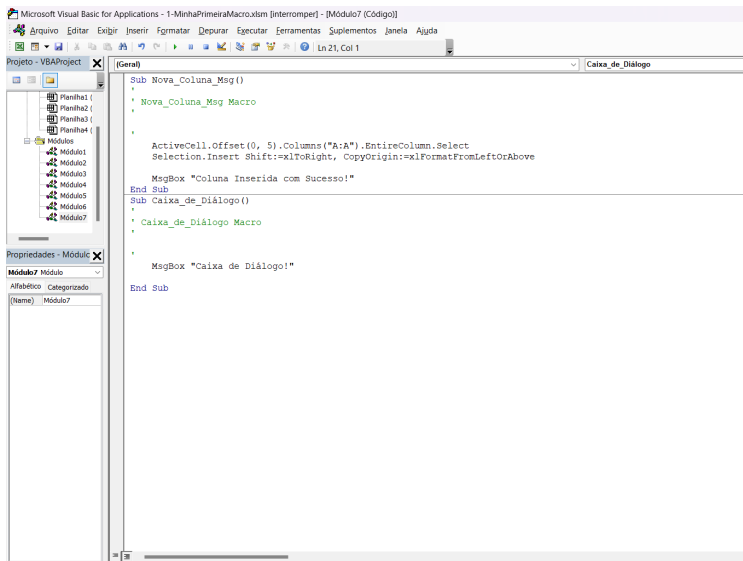 Microsoft Visual Basic for Applications - 1-MinhaPrimeiraMacro.xlsm [interromper] - [Módulo7 (Código)]
Arquivo Editar Exibir Inserir Formatar Depurar Executar Ferramentas Suplementos Janela Ajuda
Ln 21, Col 1
Projeto - VBAProject
Planilha1 (
Planilha2 (
Planilha3 (
Planilha4 (
Módulos
Módulo1
Módulo2
Módulo3
Módulo4
Módulo5
Módulo6
Módulo7
Propriedades - Módulo
Módulo7 Módulo
Alfabético Categorizado
(Name) Módulo7
(Geral) Caixa_de_Diálogo
Sub Nova_Coluna_Msg()
'
' Nova_Coluna_Msg Macro
'
'
ActiveCell.Offset(0, 5).Columns("A:A").EntireColumn.Select
Selection.Insert Shift:=xlToRight, CopyOrigin:=xlFormatFromLeftOrAbove
MsgBox "Coluna Inserida com Sucesso!"
End Sub
Sub Caixa_de_Diálogo()
'
' Caixa_de_Diálogo Macro
'
'
MsgBox "Caixa de Diálogo!"
End Sub